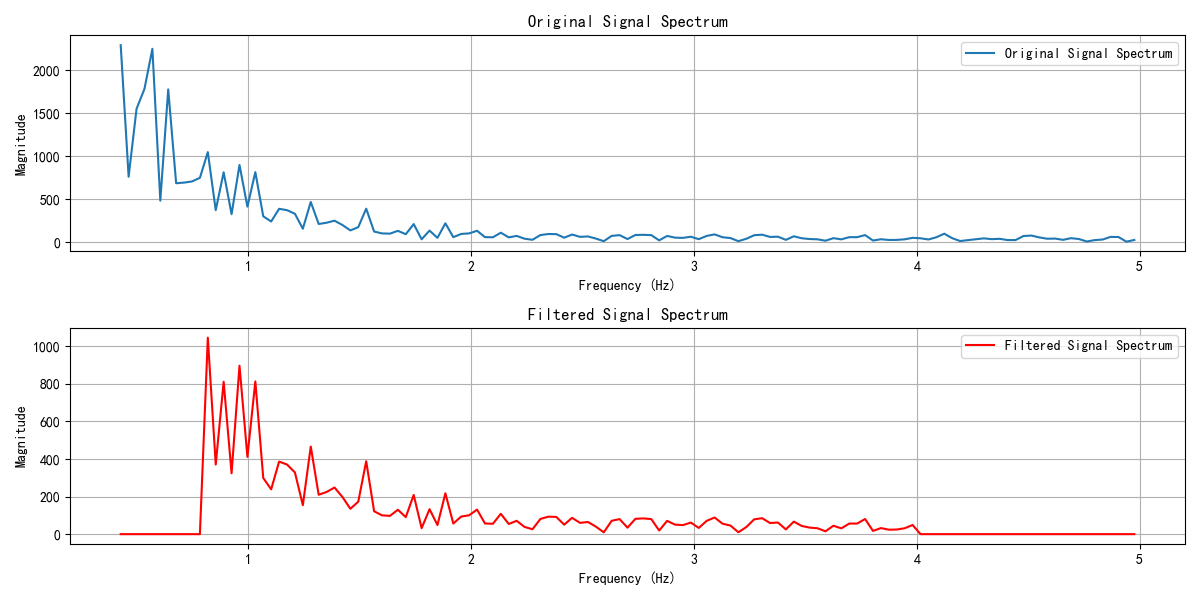 Original Signal Spectrum
Original Signal Spectrum
Magnitude
2000
1500
1000
500
0
1 2 3 4 5
Frequency (Hz)
Filtered Signal Spectrum
Filtered Signal Spectrum
Magnitude
1000
800
600
400
200
0
1 2 3 4 5
Frequency (Hz)